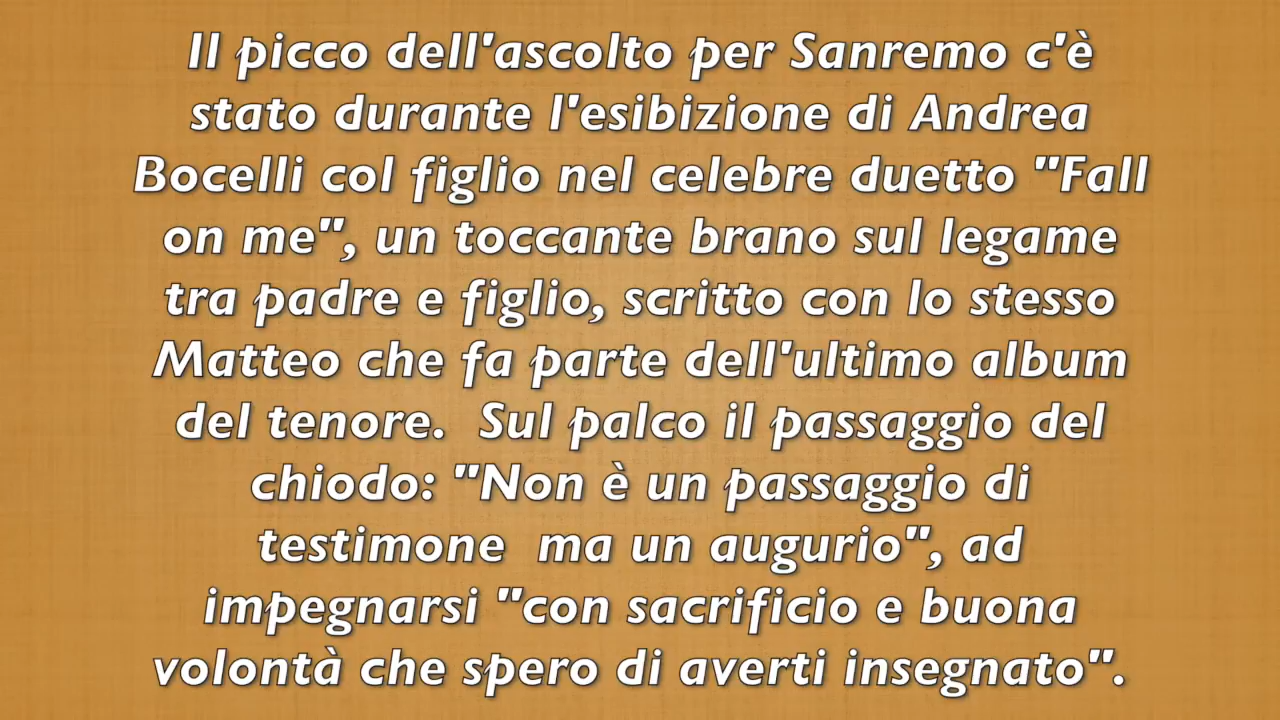 Il picco dell'ascolto per Sanremo c'è
stato durante l'esibizione di Andrea
Bocelli col figlio nel celebre duetto "Fall
on me", un toccante brano sul legame
tra padre e figlio, scritto con lo stesso
Matteo che fa parte dell'ultimo album
del tenore.  Sul palco il passaggio del
chiodo: "Non è un passaggio di
testimone  ma un augurio", ad
impegnarsi "con sacrificio e buona
volontà che spero di averti insegnato".